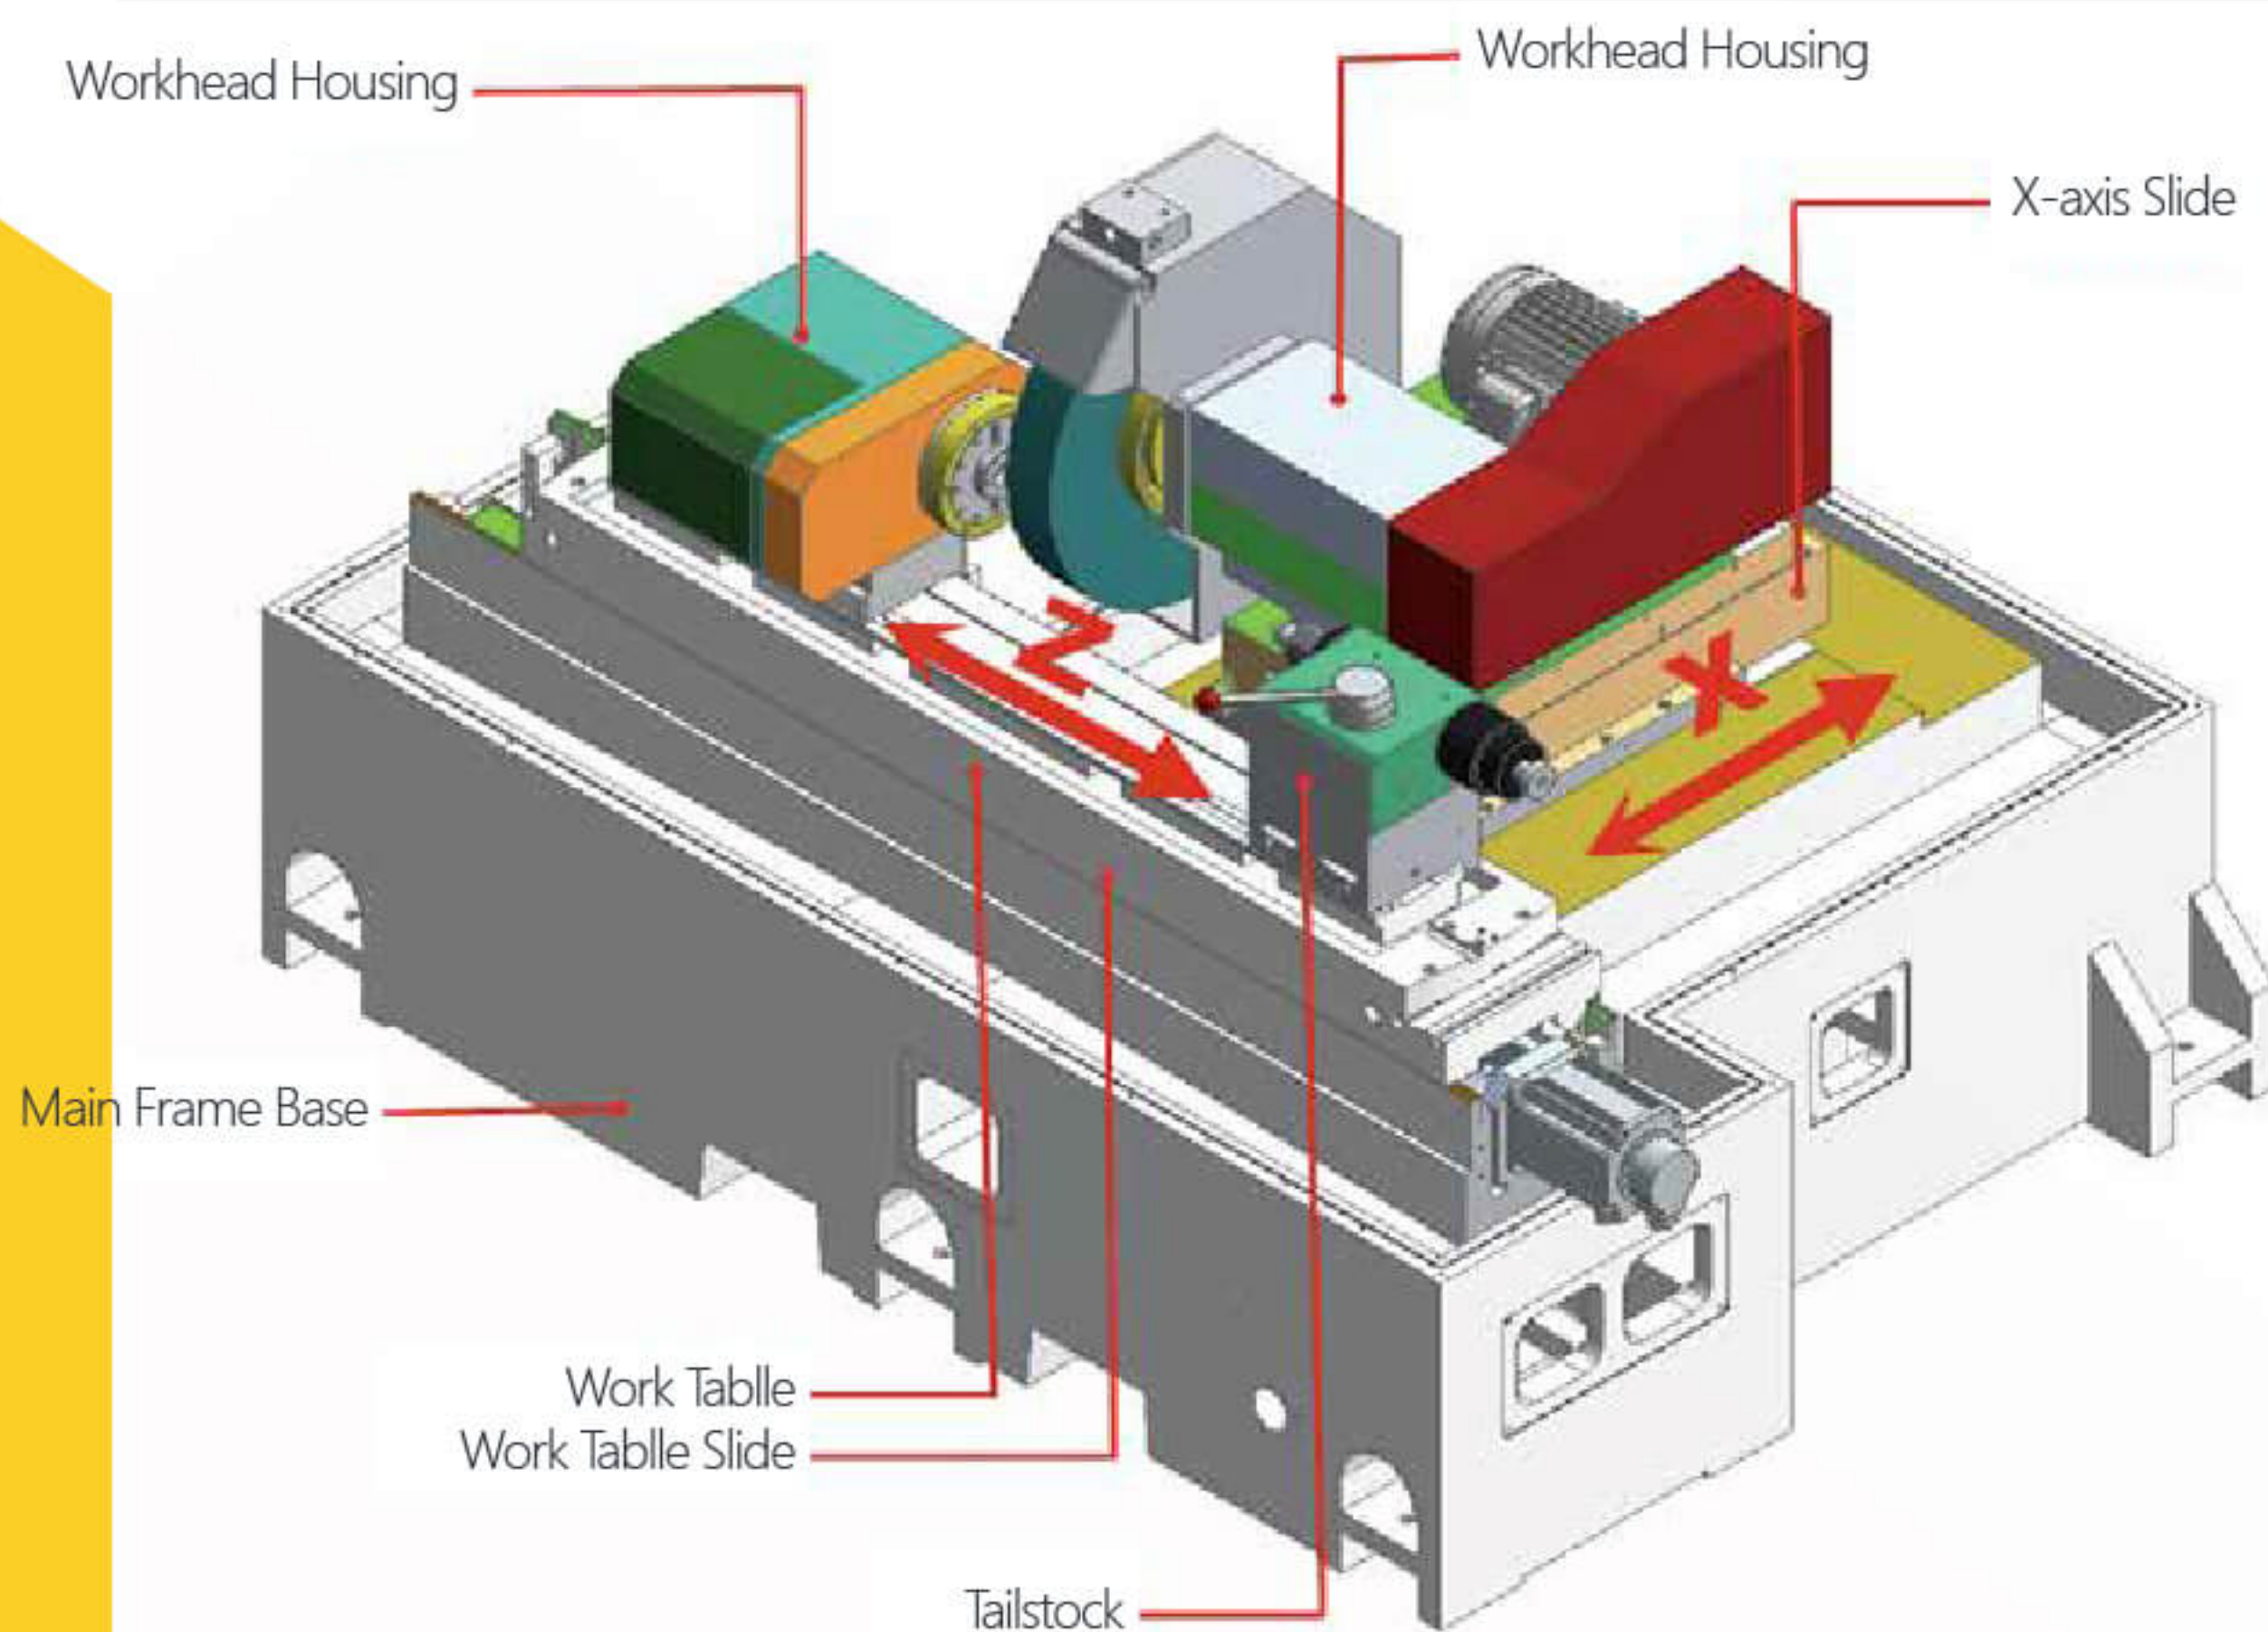 Workhead Housing
Workhead Housing
X-axis Slide
Z
X
Main Frame Base
Work Tablle
Work Tablle Slide
Tailstock